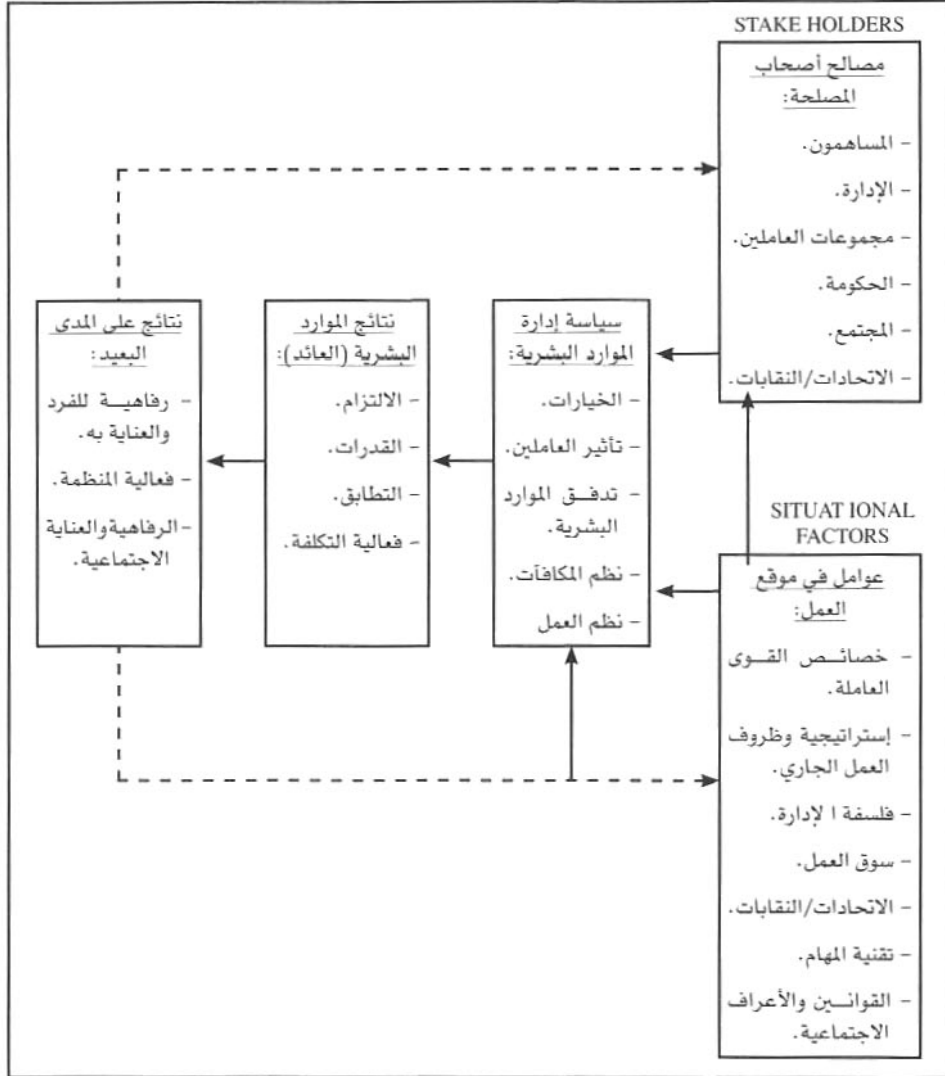 STAKE HOLDERS
مصالح أصحاب
المصلحة:
- المساهمون.
- الإدارة.
- مجموعات العاملين.
- الحكومة.
- المجتمع.
- الاتحادات/النقابات.
SITUAT IONAL
FACTORS
عوامل في موقع
العمل:
- خصائـص القـوى
العاملة.
- إستراتيجية وظروف
العمل الجاري.
- فلسفة ا لإدارة.
- سوق العمل.
- الاتحادات/النقابات.
- تقنية المهام.
- القوانـين والأعراف
الاجتماعية.
سياسة إدارة
الموارد البشرية:
- الخيارات.
- تأثير العاملين.
- تدفـق الموارد
البشرية.
- نظم المكافآت.
- نظم العمل
نتائج الموارد
البشرية (العائد):
- الالتزام.
- القدرات.
- التطابق.
- فعالية التكلفة.
نتائج على المدى
البعيد:
- رفاهيـة للفرد
والعناية به.
- فعالية المنظمة.
-الرفاهيةوالعناية
الاجتماعية.